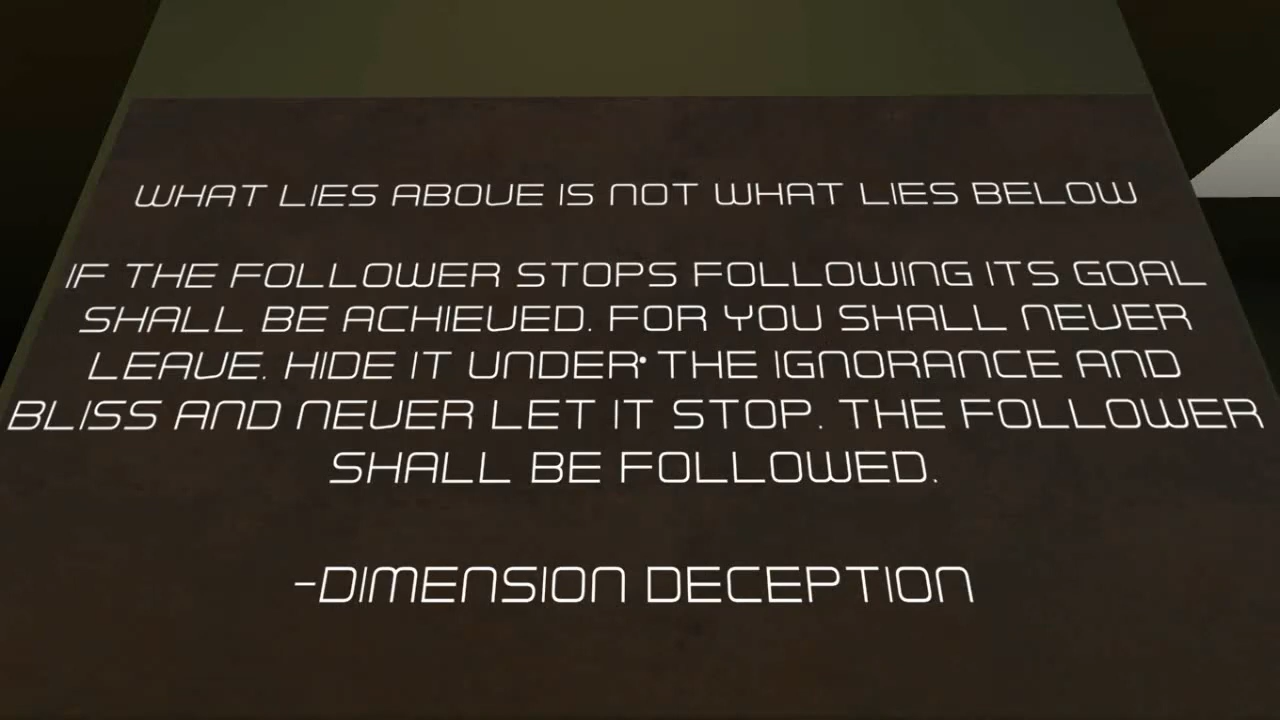 WHAT LIES ABOVE IS NOT WHAT LIES BELOW
IF THE FOLLOWER STOPS FOLLOWING ITS GOAL
SHALL BE ACHIEVED. FOR YOU SHALL NEVER
LEAVE. HIDE IT UNDER THE IGNORANCE AND
BLISS AND NEVER LET IT STOP. THE FOLLOWER
SHALL BE FOLLOWED.
-DIMENSION DECEPTION